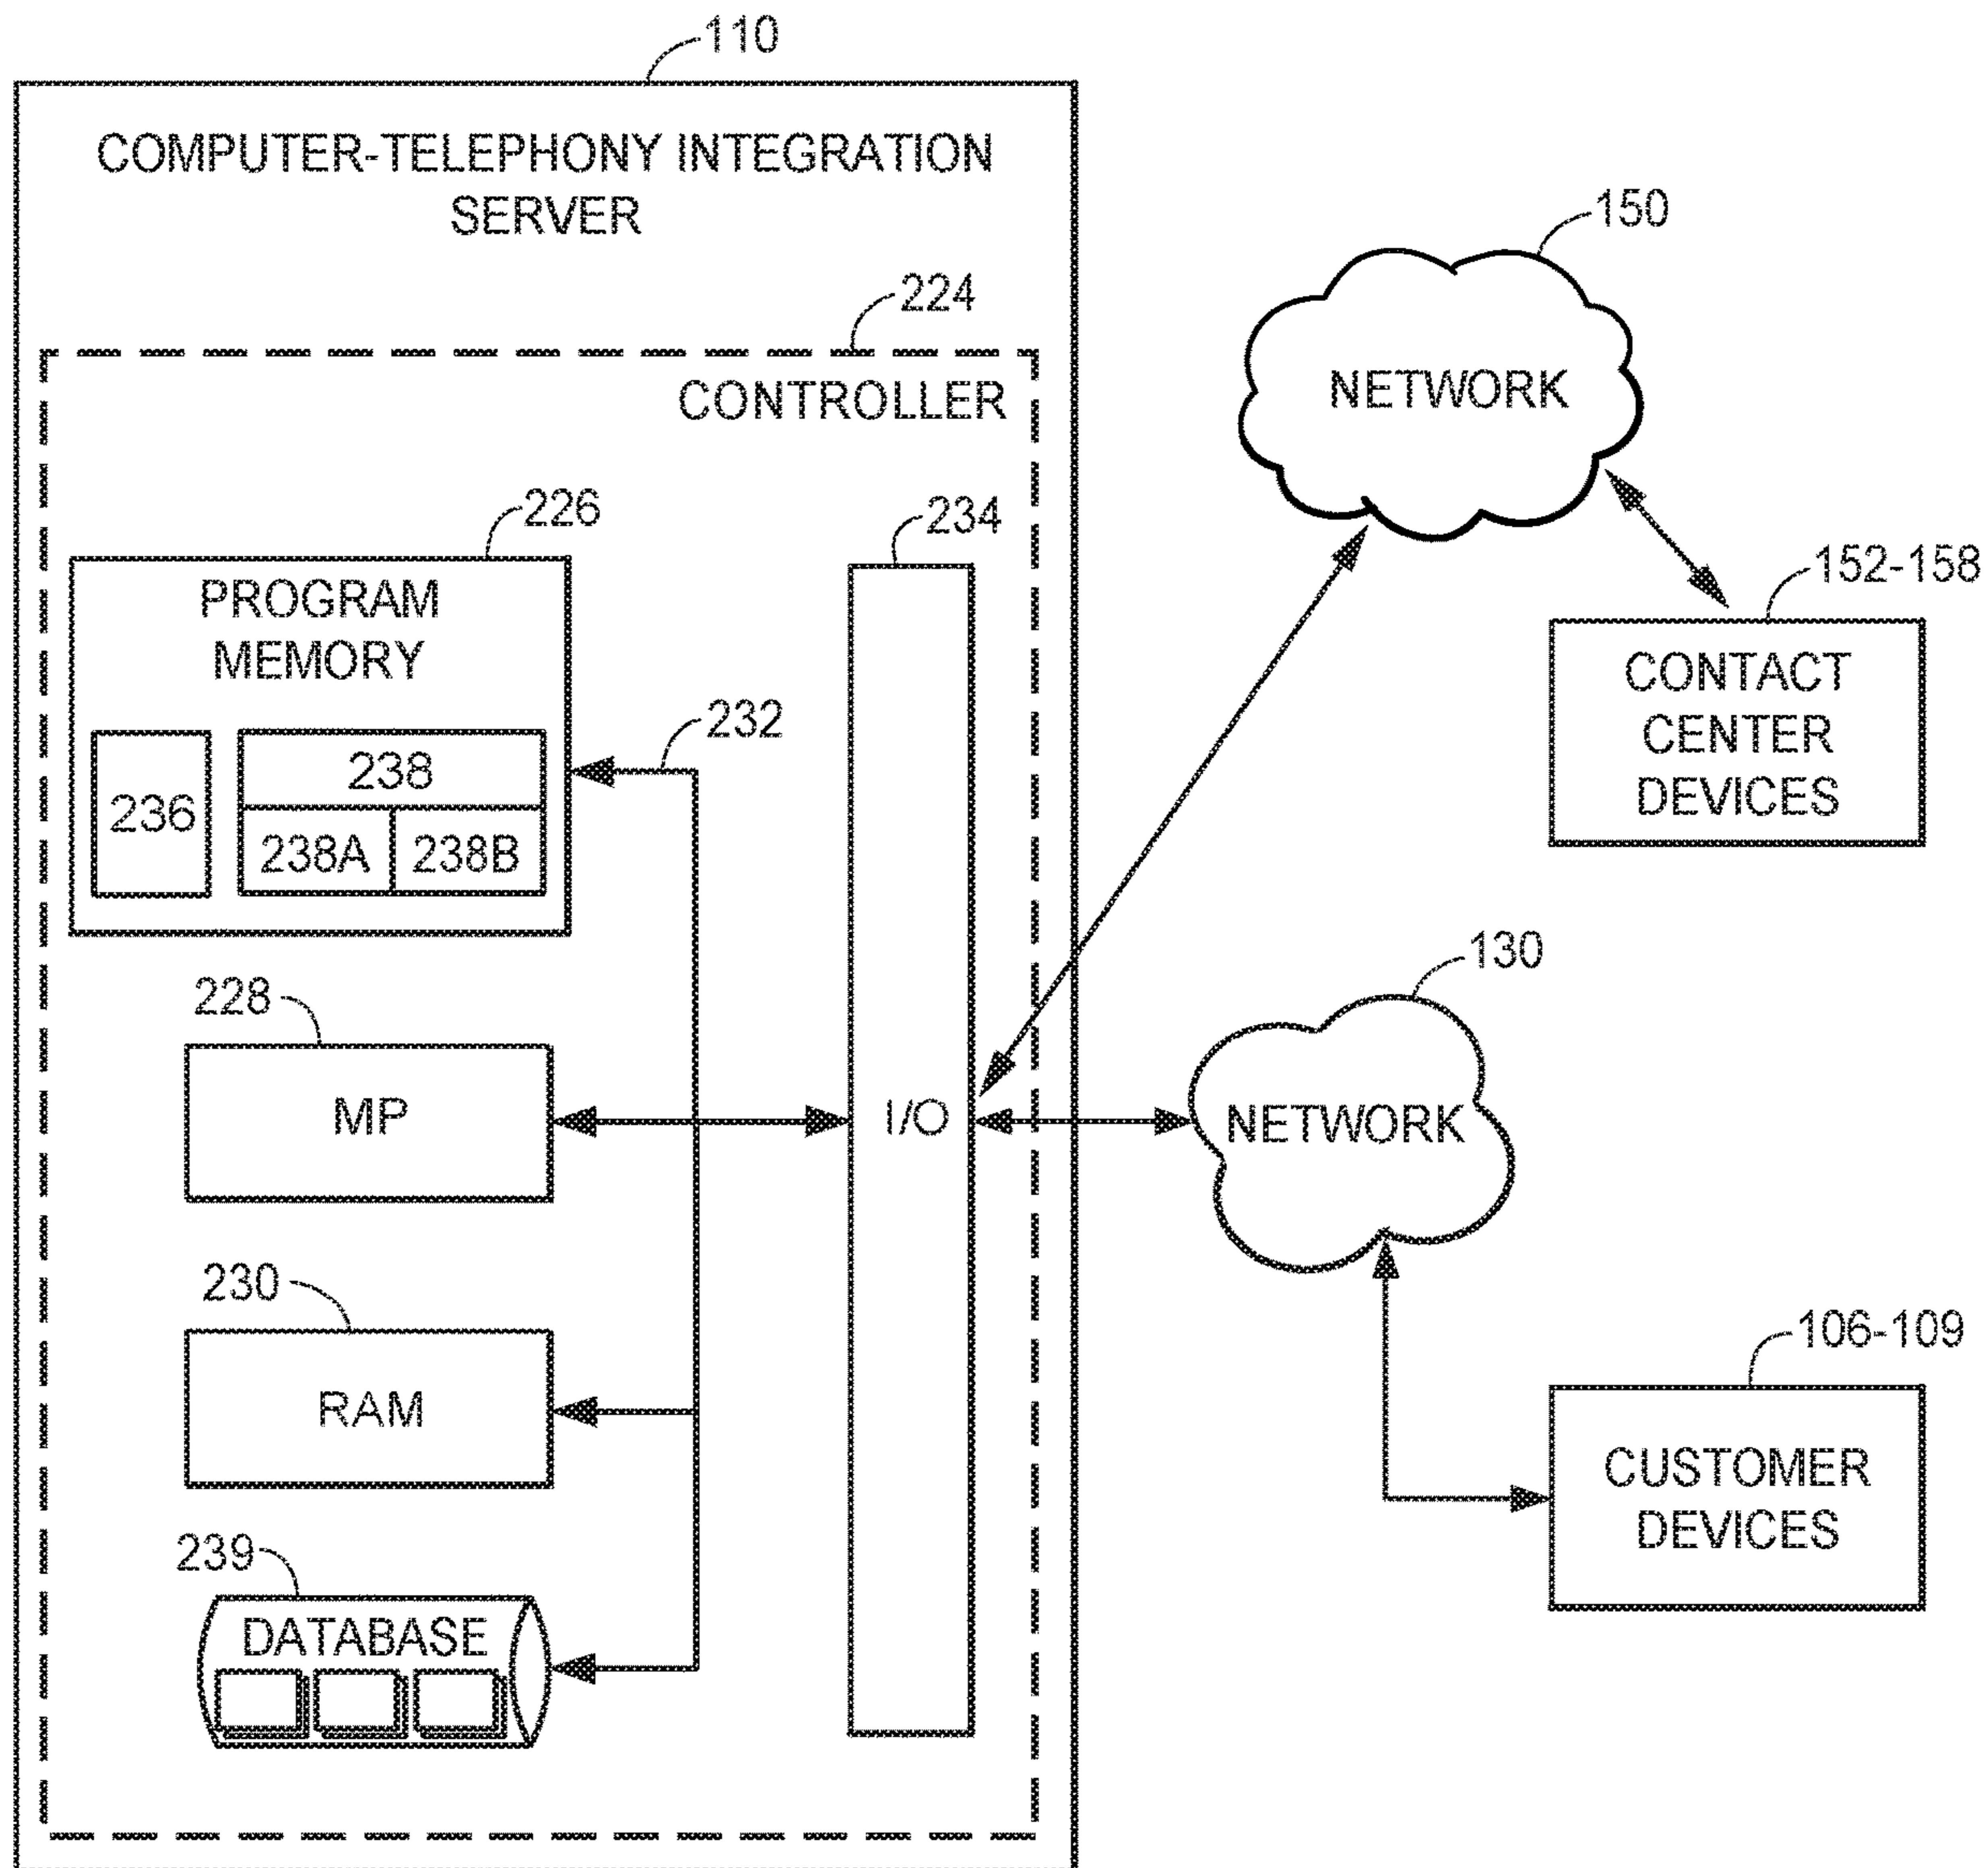 110
COMPUTER-TELEPHONY INTEGRATION
SERVER
224
CONTROLLER
226
PROGRAM
MEMORY
236
238
238A
238B
232
234
I/O
228
MP
230
RAM
239
DATABASE
150
NETWORK
152-158
CONTACT
CENTER
DEVICES
130
NETWORK
106-109
CUSTOMER
DEVICES